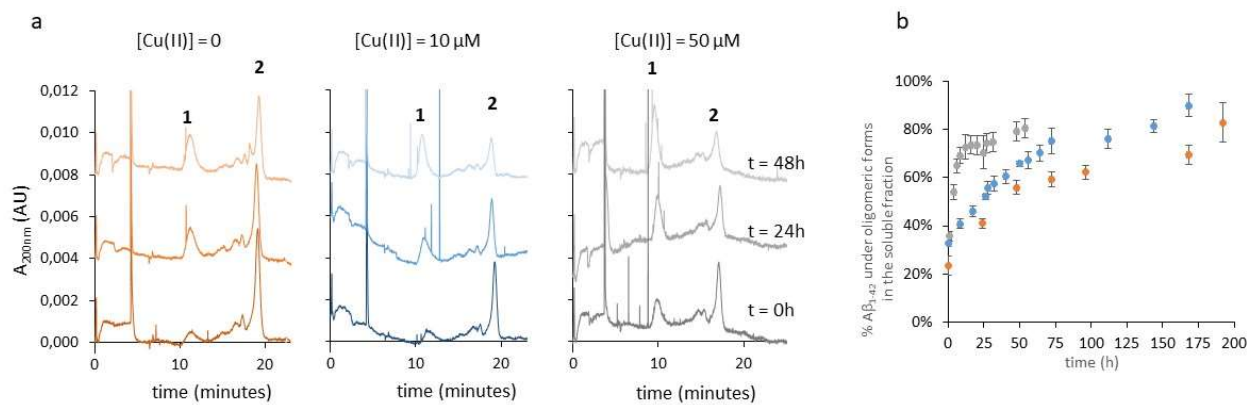 a
[Cu(II)] = 0
[Cu(II)] = 10 µM
[Cu(II)] = 50 µM
b
1
2
1
2
1
2
A200nm (AU)
0,012
0,010
0,008
0,006
0,004
0,002
0,000
t = 48h
t = 24h
t = 0h
0 10 20
0 10 20
0 10 20
time (minutes)
time (minutes)
time (minutes)
% Aβ1-42 under oligomeric forms
in the soluble fraction
100%
80%
60%
40%
20%
0%
0 25 50 75 100 125 150 175 200
time (h)